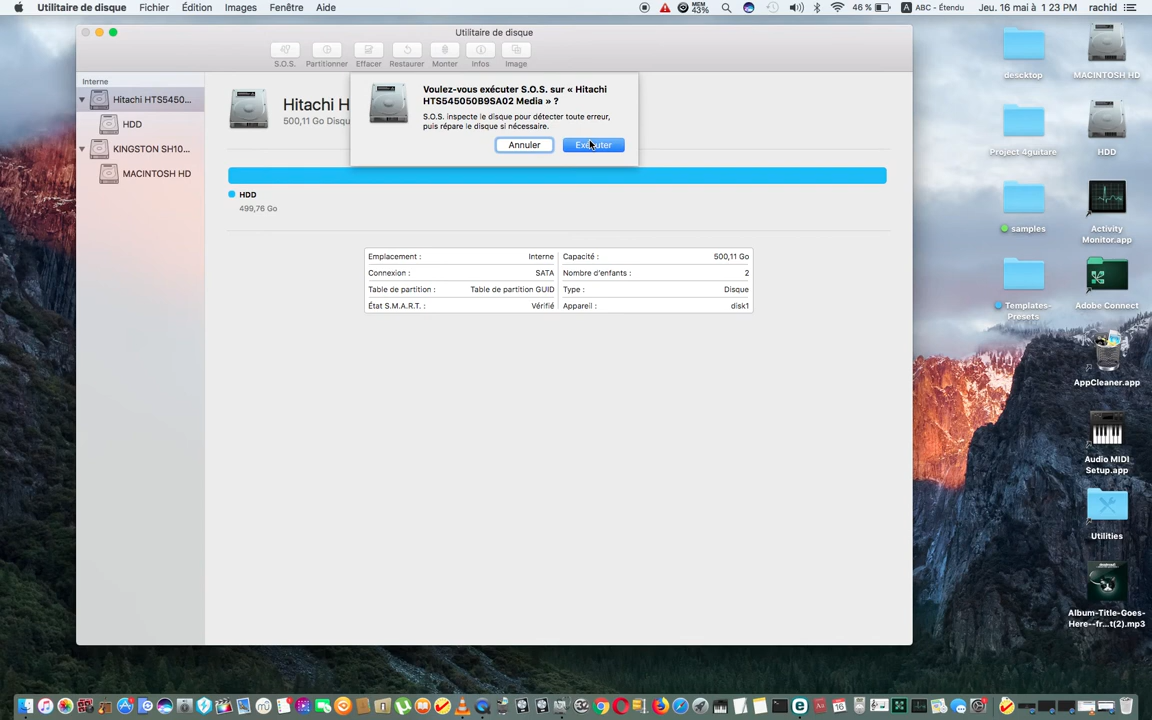 Utilitaire de disque Fichier Édition Images Fenêtre Aide
MEM 43%
46 %
A ABC - Étendu
Jeu. 16 mai à 1 23 PM
rachid
Utilitaire de disque
S.O.S. Partitionner Effacer Restaurer Monter Infos Image
Interne
Hitachi HTS5450...
HDD
KINGSTON SH10...
MACINTOSH HD
Hitachi H
500,11 Go Disqu
Voulez-vous exécuter S.O.S. sur « Hitachi
HTS545050B9SA02 Media » ?
S.O.S. inspecte le disque pour détecter toute erreur,
puis répare le disque si nécessaire.
Annuler
Exécuter
HDD
499,76 Go
Emplacement : Interne
Capacité : 500,11 Go
Connexion : SATA
Nombre d'enfants : 2
Table de partition : Table de partition GUID
Type : Disque
État S.M.A.R.T. : Vérifié
Appareil : disk1
descktop
MACINTOSH HD
Project 4guitare
HDD
samples
Activity
Monitor.app
Templates-
Presets
Adobe Connect
AppCleaner.app
Audio MIDI
Setup.app
Utilities
Album-Title-Goes-
Here--fr...t(2).mp3